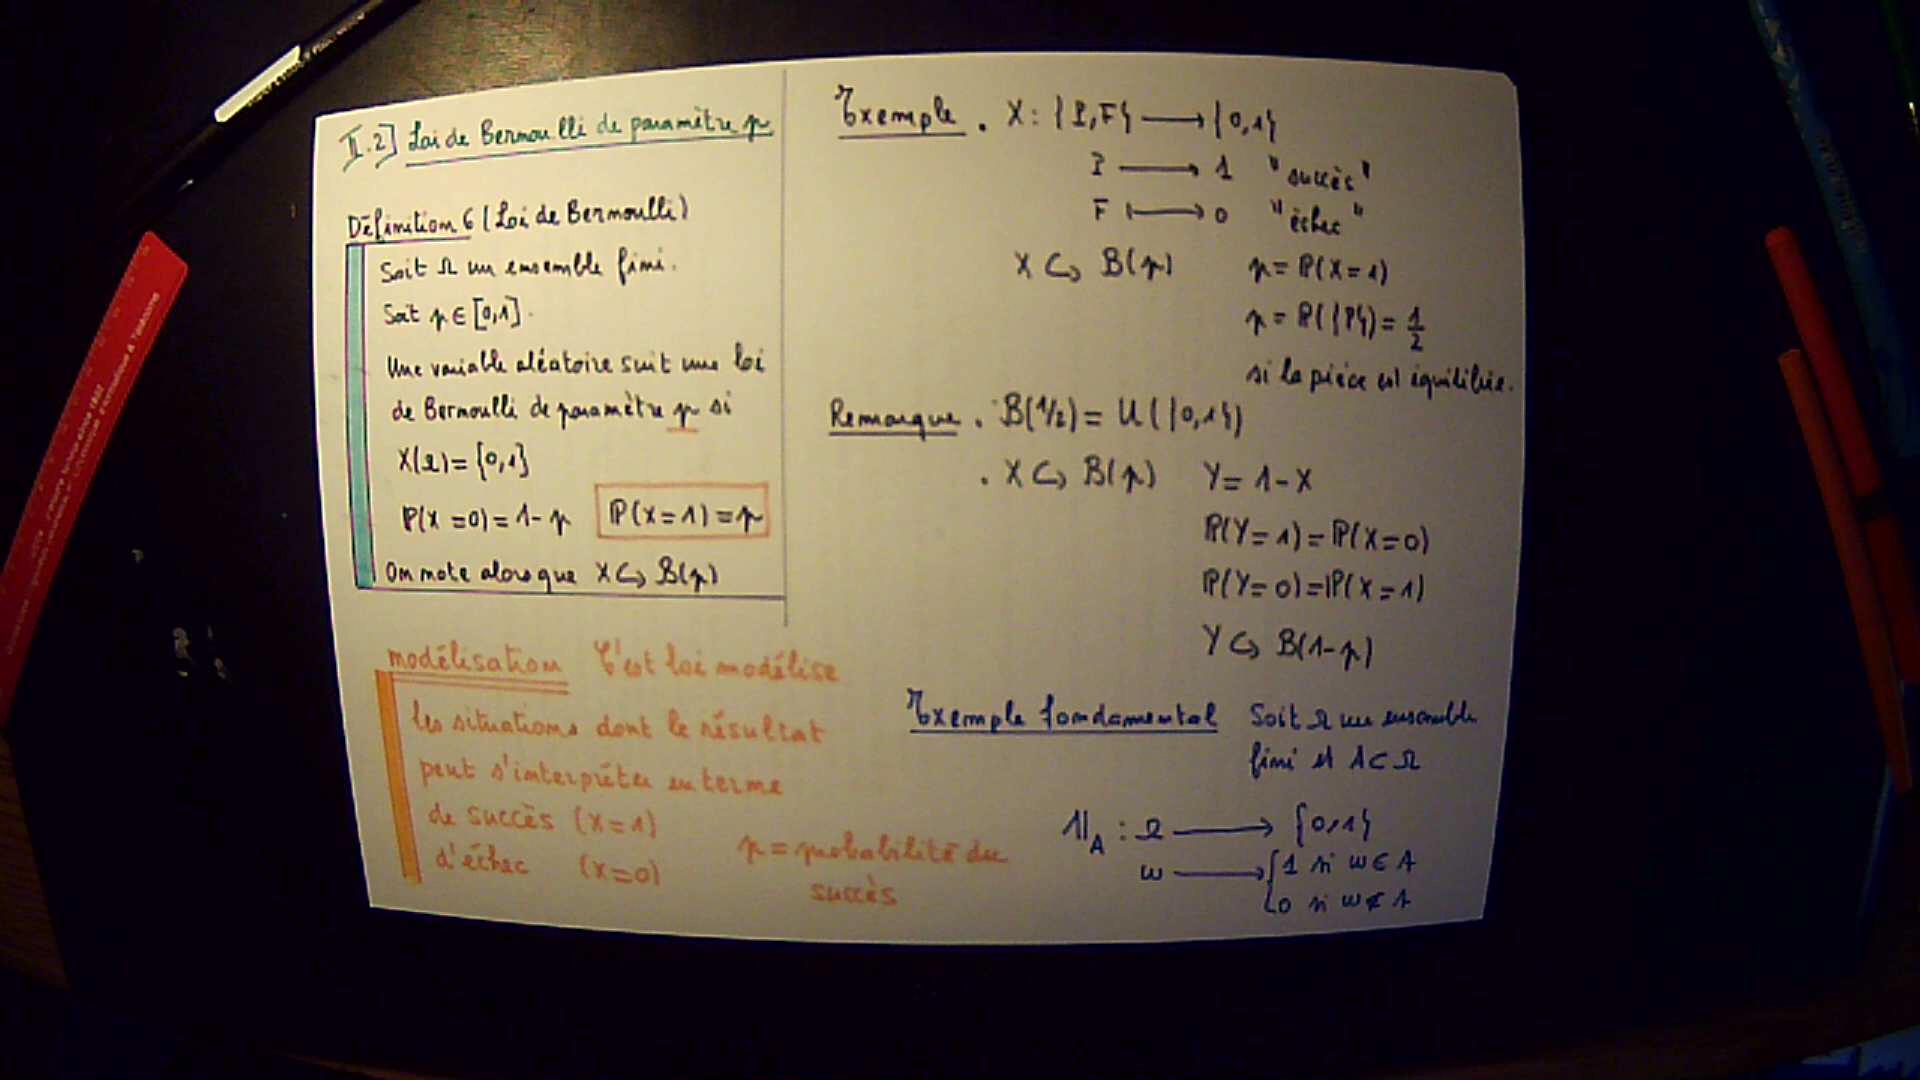 II.2] Loi de Bernoulli de paramètre p
Définition 6 (Loi de Bernoulli)
Soit Ω un ensemble fini.
Soit p ∈ [0,1].
Une variable aléatoire suit une loi
de Bernoulli de paramètre p si
X(Ω) = {0,1}
P(X=0) = 1-p P(X=1) = p
On note alors que X ↪ B(p)
modélisation C'est loi modélise
les situations dont le résultat
peut s'interpréter en terme
de succès (X=1)
d'échec (X=0)
p = probabilité du
succès
Exemple . X : {P,F} ⟶ {0,1}
P ⟶ 1 "succès"
F ⟼ 0 "échec"
X ↪ B(p) p = P(X=1)
p = P({P}) = 1/2
si la pièce est équilibrée.
Remarque . B(1/2) = U({0,1})
. X ↪ B(p) Y = 1-X
P(Y=1) = P(X=0)
P(Y=0) = P(X=1)
Y ↪ B(1-p)
Exemple fondamental Soit Ω un ensemble
fini et A ⊂ Ω
1l_A : Ω ⟶ {0,1}
ω ⟶ {1 si ω ∈ A
0 si ω ∉ A